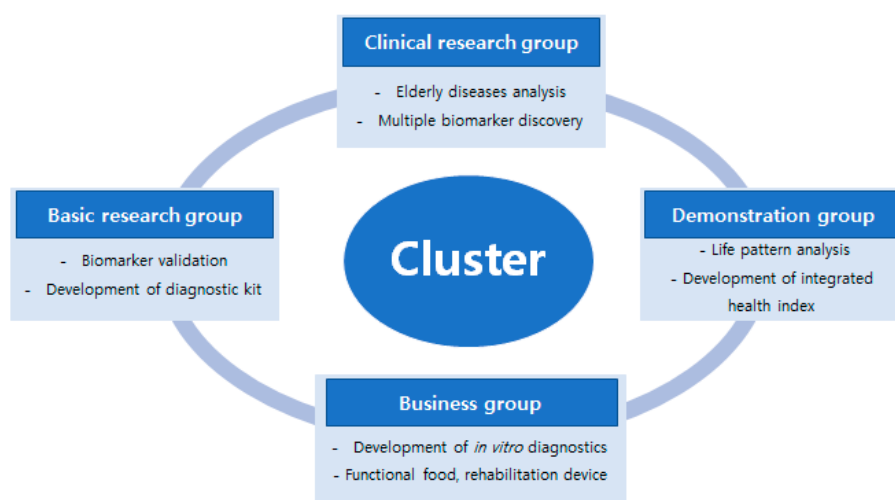 Clinical research group
- Elderly diseases analysis
- Multiple biomarker discovery
Basic research group
- Biomarker validation
- Development of diagnostic kit
Cluster
Demonstration group
- Life pattern analysis
- Development of integrated
health index
Business group
- Development of in vitro diagnostics
- Functional food, rehabilitation device